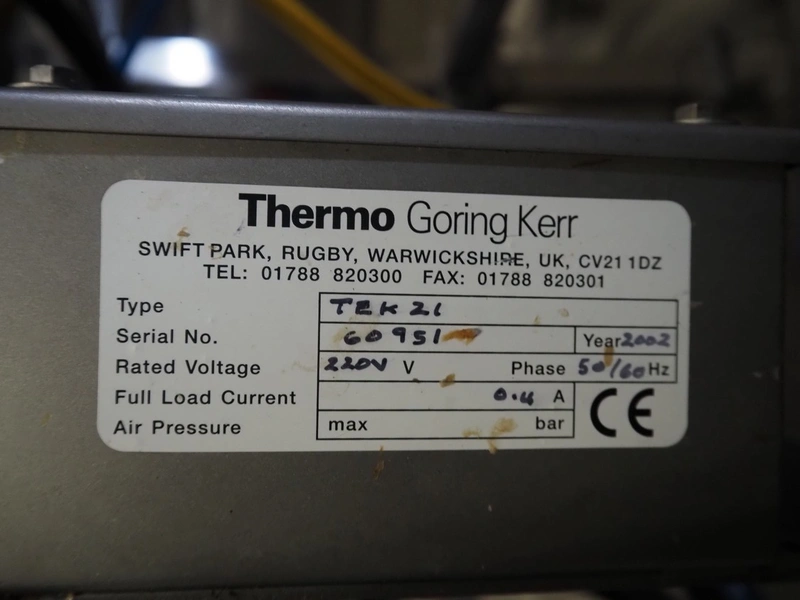 Thermo Goring Kerr
SWIFT PARK, RUGBY, WARWICKSHIRE, UK, CV21 1DZ
TEL: 01788 820300 FAX: 01788 820301
Type TEK 21
Serial No. 60951 Year 2002
Rated Voltage 220V V Phase 50/60 Hz
Full Load Current 0.4 A
Air Pressure max bar
CE